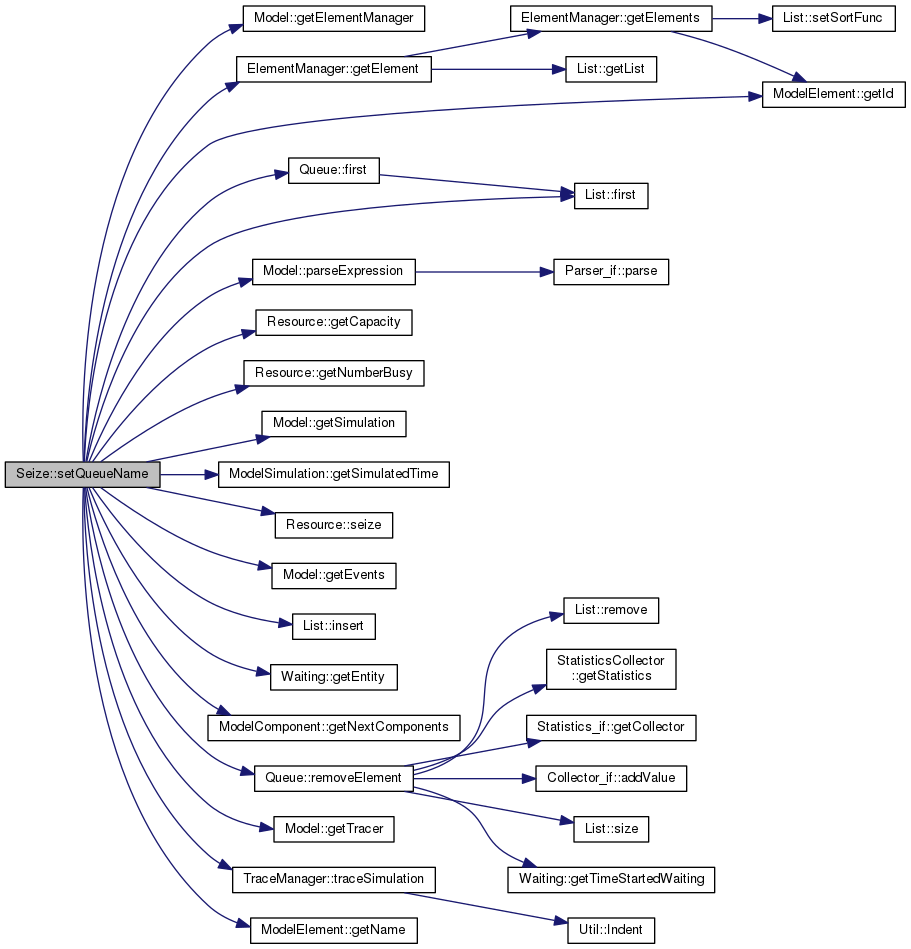 Model::getElementManager
ElementManager::getElements
List::setSortFunc
ElementManager::getElement
List::getList
ModelElement::getId
Queue::first
List::first
Model::parseExpression
Parser_if::parse
Resource::getCapacity
Resource::getNumberBusy
Model::getSimulation
Seize::setQueueName
ModelSimulation::getSimulatedTime
Resource::seize
Model::getEvents
List::insert
List::remove
Waiting::getEntity
StatisticsCollector
::getStatistics
ModelComponent::getNextComponents
Statistics_if::getCollector
Queue::removeElement
Collector_if::addValue
Model::getTracer
List::size
TraceManager::traceSimulation
Waiting::getTimeStartedWaiting
ModelElement::getName
Util::Indent